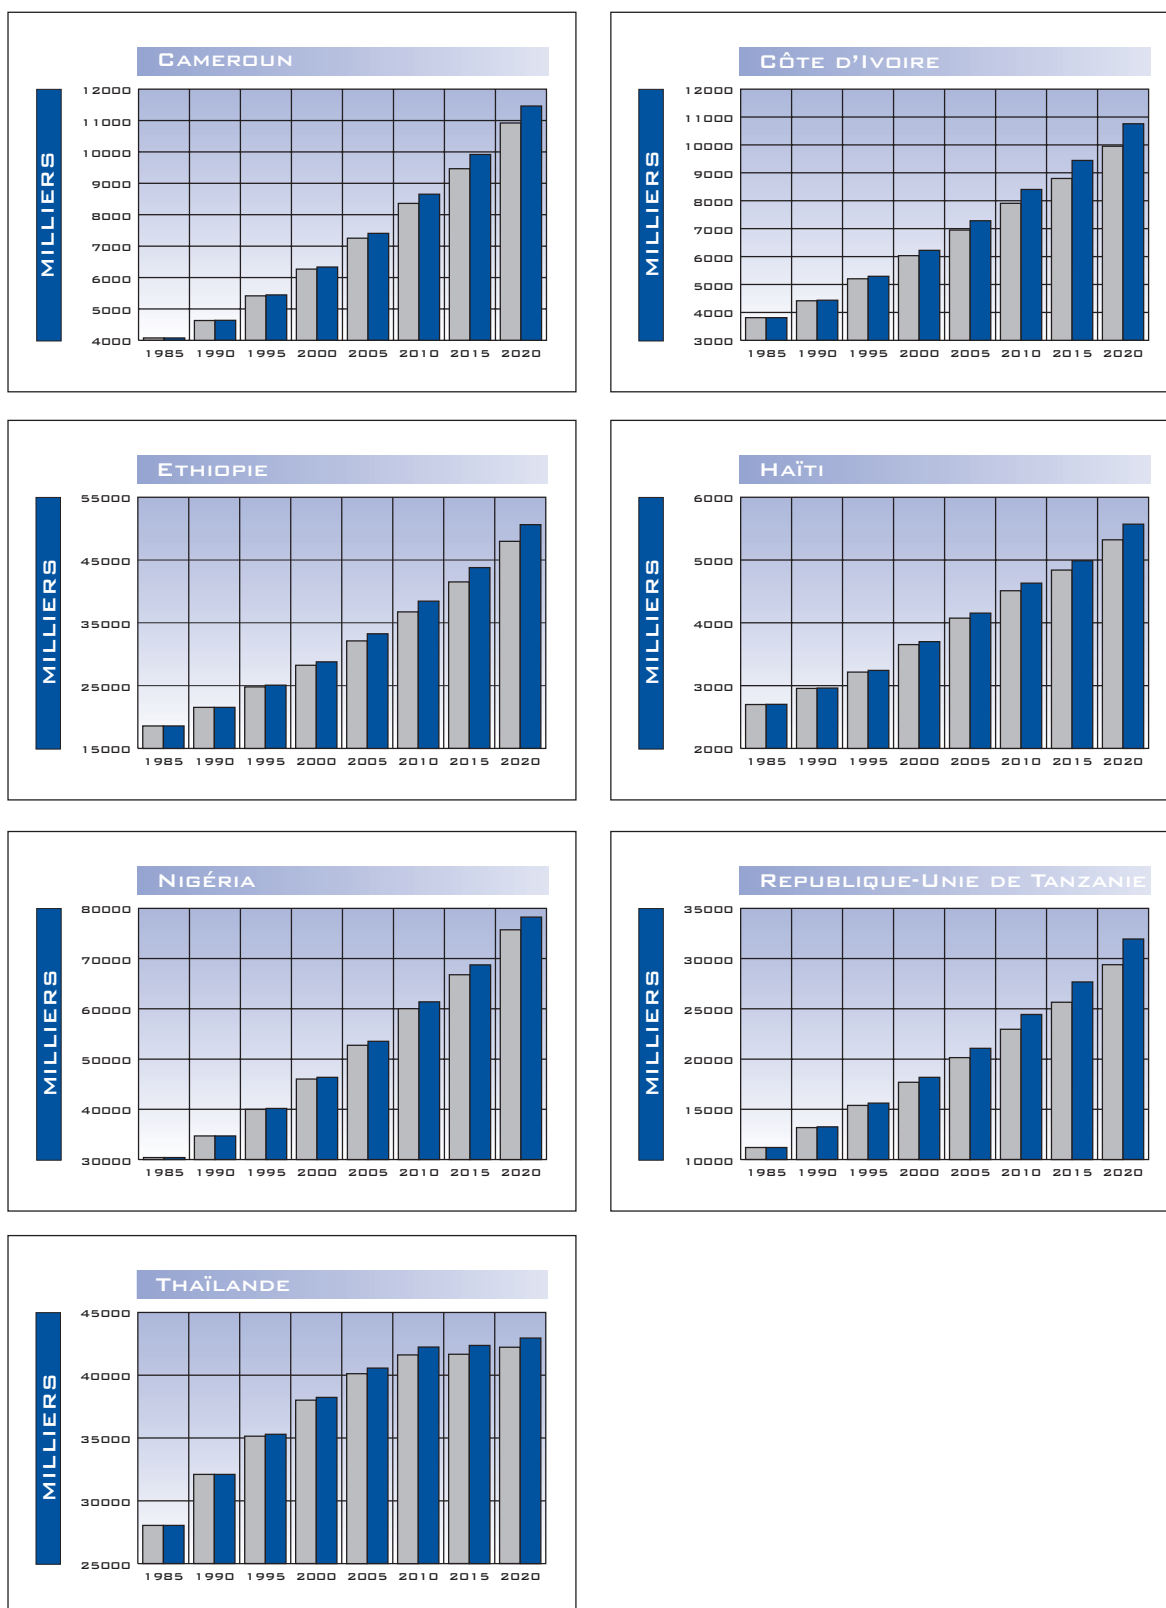 CAMEROUN
MILLIERS
12000
11000
10000
9000
8000
7000
6000
5000
4000
1985 1990 1995 2000 2005 2010 2015 2020
CÔTE D'IVOIRE
MILLIERS
12000
11000
10000
9000
8000
7000
6000
5000
4000
3000
1985 1990 1995 2000 2005 2010 2015 2020
ETHIOPIE
MILLIERS
55000
45000
35000
25000
15000
1985 1990 1995 2000 2005 2010 2015 2020
HAÏTI
MILLIERS
6000
5000
4000
3000
2000
1985 1990 1995 2000 2005 2010 2015 2020
NIGÉRIA
MILLIERS
80000
70000
60000
50000
40000
30000
1985 1990 1995 2000 2005 2010 2015 2020
REPUBLIQUE-UNIE DE TANZANIE
MILLIERS
35000
30000
25000
20000
15000
10000
1985 1990 1995 2000 2005 2010 2015 2020
THAÏLANDE
MILLIERS
45000
40000
35000
30000
25000
1985 1990 1995 2000 2005 2010 2015 2020